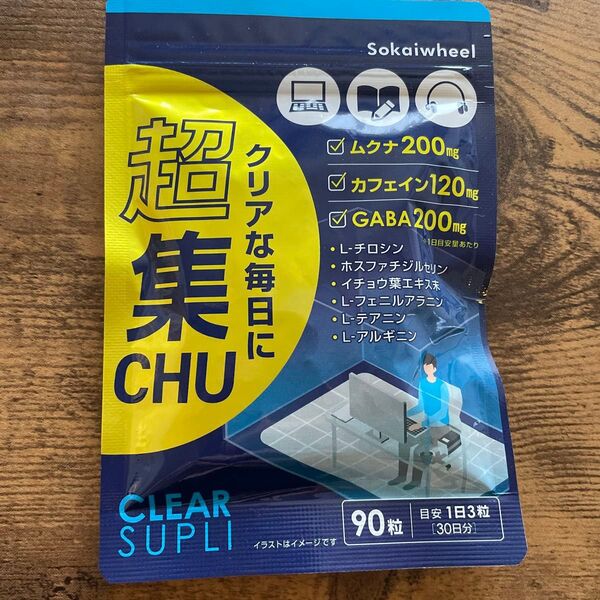 Sokaiwheel
超集CHU
クリアな毎日に
ムクナ200mg
カフェイン120mg
GABA200mg
※1日目安量あたり
・L-チロシン
・ホスファチジルセリン
・イチョウ葉エキス末
・L-フェニルアラニン
・L-テアニン
・L-アルギニン
CLEAR
SUPLI
イラストはイメージです
90粒
目安 1日3粒
[30日分]